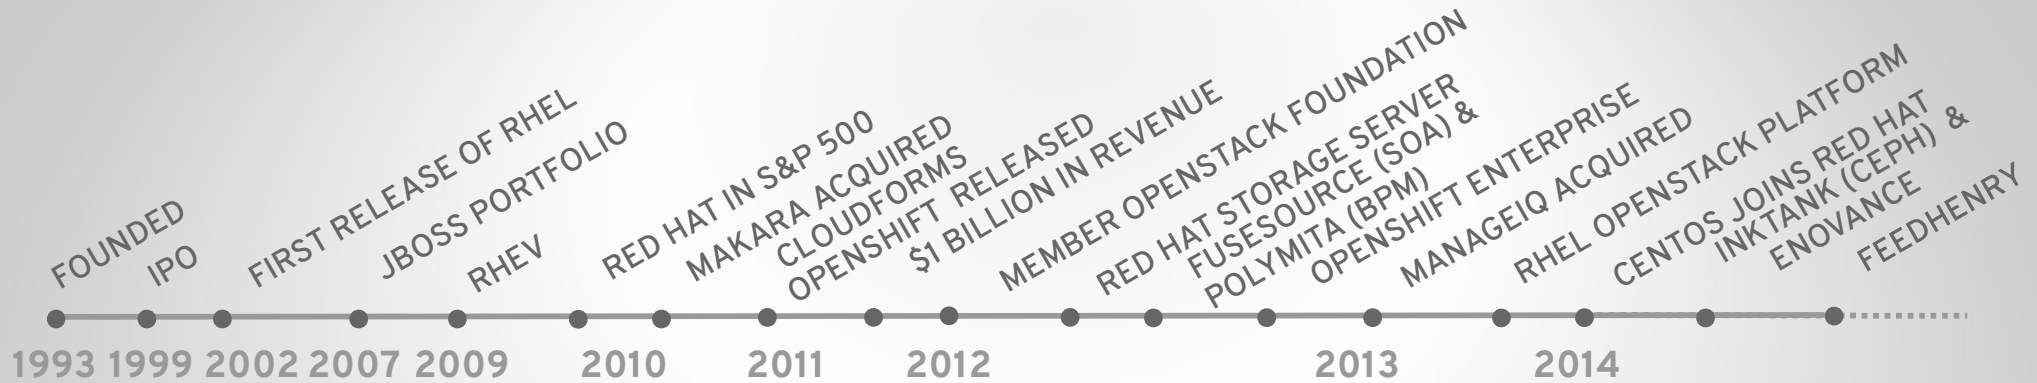 FOUNDED
IPO
FIRST RELEASE OF RHEL
JBOSS PORTFOLIO
RHEV
RED HAT IN S&P 500
MAKARA ACQUIRED
CLOUDFORMS
OPENSHIFT RELEASED
$1 BILLION IN REVENUE
MEMBER OPENSTACK FOUNDATION
RED HAT STORAGE SERVER
FUSESOURCE (SOA) &
POLYMITA (BPM)
OPENSHIFT ENTERPRISE
MANAGEIQ ACQUIRED
RHEL OPENSTACK PLATFORM
CENTOS JOINS RED HAT
INKTANK (CEPH) &
ENOVANCE
FEEDHENRY
1993 1999 2002 2007 2009 2010 2011 2012 2013 2014